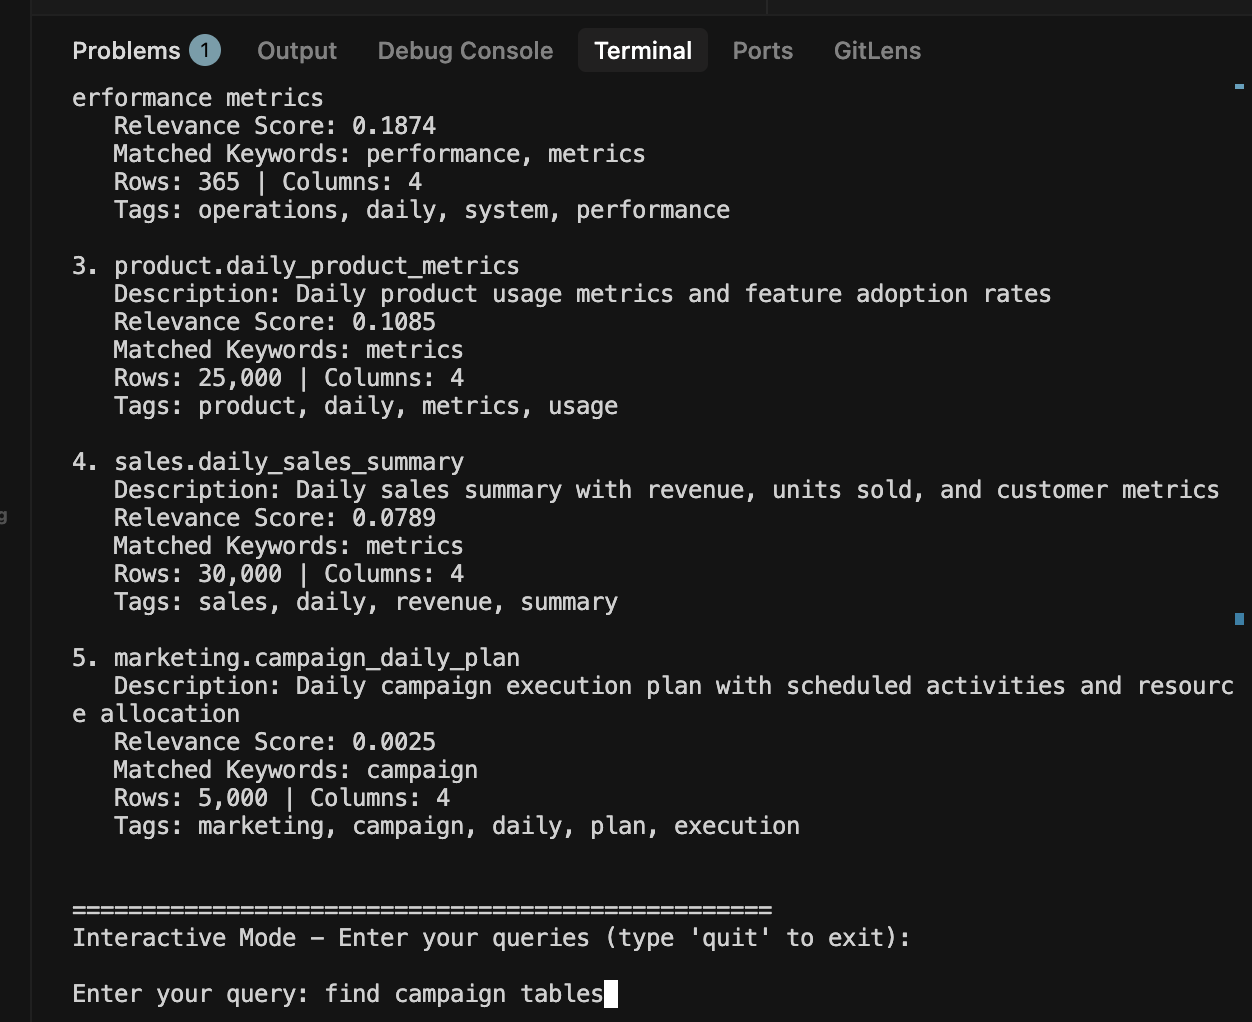 Problems 1 Output Debug Console Terminal Ports GitLens
erformance metrics
Relevance Score: 0.1874
Matched Keywords: performance, metrics
Rows: 365 | Columns: 4
Tags: operations, daily, system, performance
3. product.daily_product_metrics
Description: Daily product usage metrics and feature adoption rates
Relevance Score: 0.1085
Matched Keywords: metrics
Rows: 25,000 | Columns: 4
Tags: product, daily, metrics, usage
4. sales.daily_sales_summary
Description: Daily sales summary with revenue, units sold, and customer metrics
Relevance Score: 0.0789
Matched Keywords: metrics
Rows: 30,000 | Columns: 4
Tags: sales, daily, revenue, summary
5. marketing.campaign_daily_plan
Description: Daily campaign execution plan with scheduled activities and resourc
e allocation
Relevance Score: 0.0025
Matched Keywords: campaign
Rows: 5,000 | Columns: 4
Tags: marketing, campaign, daily, plan, execution
==================================================
Interactive Mode – Enter your queries (type 'quit' to exit):
Enter your query: find campaign tables